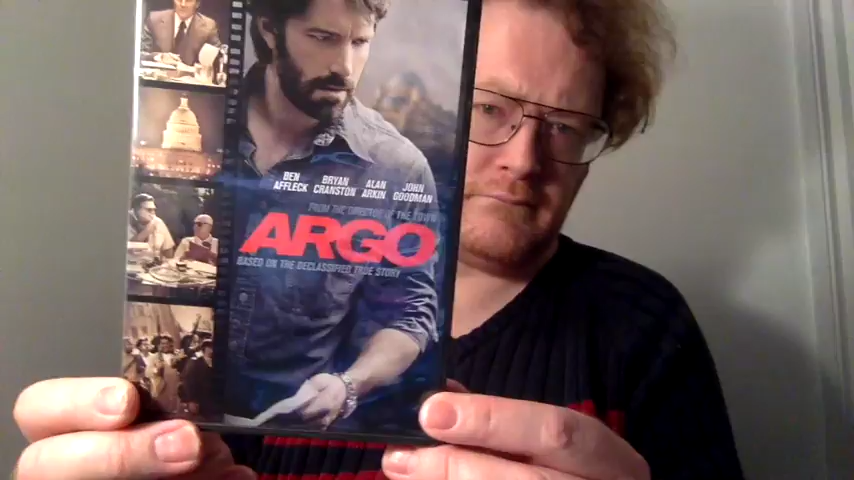 BEN BRYAN ALAN JOHN
AFFLECK CRANSTON ARKIN GOODMAN
FROM THE DIRECTOR OF THE TOWN
ARGO
BASED ON THE DECLASSIFIED TRUE STORY